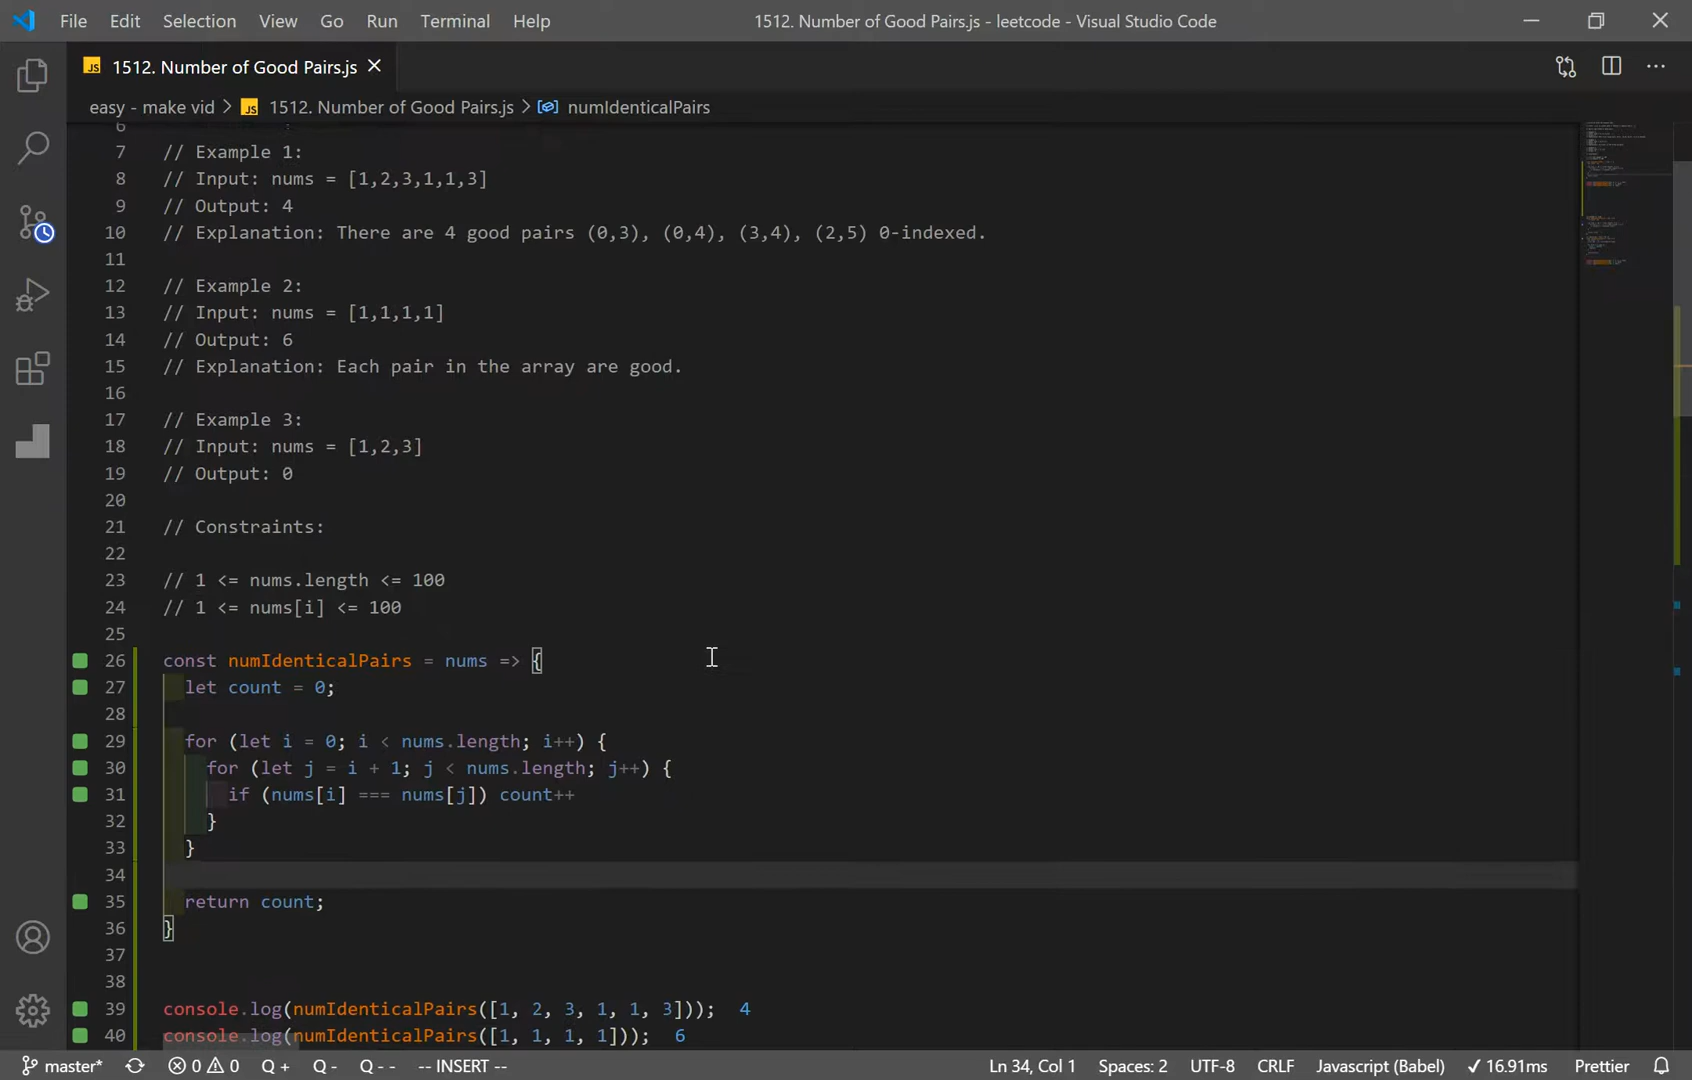 File Edit Selection View Go Run Terminal Help 1512. Number of Good Pairs.js - leetcode - Visual Studio Code
JS 1512. Number of Good Pairs.js
easy - make vid > JS 1512. Number of Good Pairs.js > numIdenticalPairs
6
7 // Example 1:
8 // Input: nums = [1,2,3,1,1,3]
9 // Output: 4
10 // Explanation: There are 4 good pairs (0,3), (0,4), (3,4), (2,5) 0-indexed.
11
12 // Example 2:
13 // Input: nums = [1,1,1,1]
14 // Output: 6
15 // Explanation: Each pair in the array are good.
16
17 // Example 3:
18 // Input: nums = [1,2,3]
19 // Output: 0
20
21 // Constraints:
22
23 // 1 <= nums.length <= 100
24 // 1 <= nums[i] <= 100
25
26 const numIdenticalPairs = nums => {
27 let count = 0;
28
29 for (let i = 0; i < nums.length; i++) {
30 for (let j = i + 1; j < nums.length; j++) {
31 if (nums[i] === nums[j]) count++
32 }
33 }
34
35 return count;
36 }
37
38
39 console.log(numIdenticalPairs([1, 2, 3, 1, 1, 3])); 4
40 console.log(numIdenticalPairs([1, 1, 1, 1])); 6
master* 0 0 Q + Q - Q - - -- INSERT -- Ln 34, Col 1 Spaces: 2 UTF-8 CRLF Javascript (Babel) ✓ 16.91ms Prettier